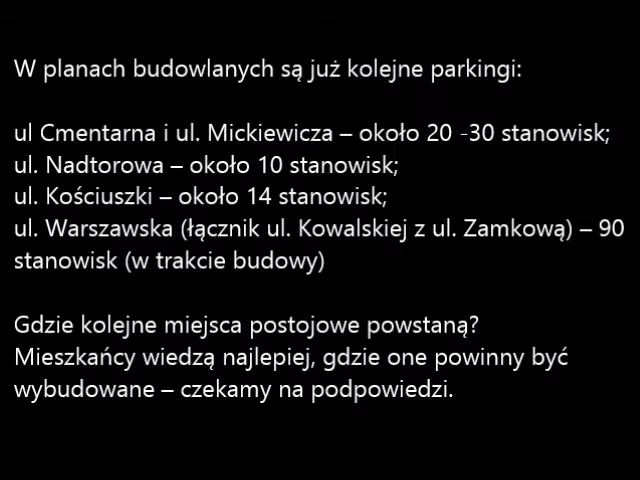 W planach budowlanych są już kolejne parkingi:
ul Cmentarna i ul. Mickiewicza – około 20 -30 stanowisk;
ul. Nadtorowa – około 10 stanowisk;
ul. Kościuszki – około 14 stanowisk;
ul. Warszawska (łącznik ul. Kowalskiej z ul. Zamkową) – 90
stanowisk (w trakcie budowy)
Gdzie kolejne miejsca postojowe powstaną?
Mieszkańcy wiedzą najlepiej, gdzie one powinny być
wybudowane – czekamy na podpowiedzi.